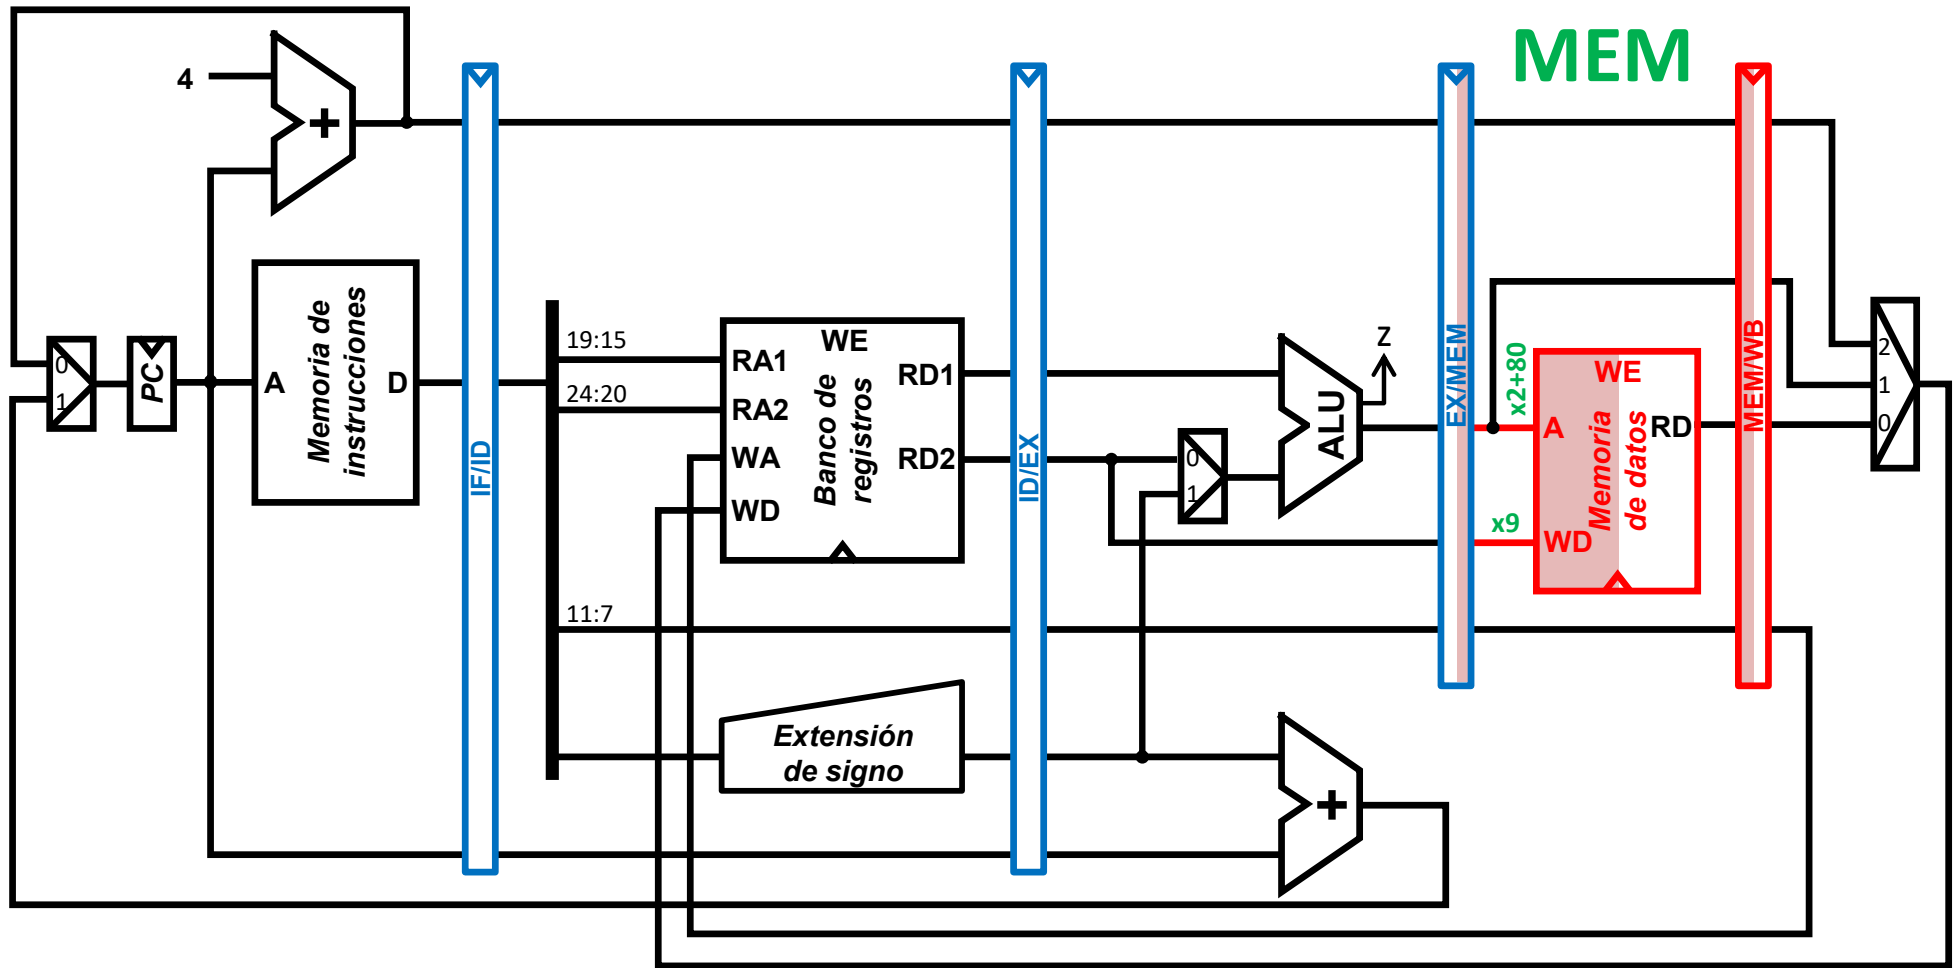 MEM
4
+
IF/ID
ID/EX
EX/MEM
MEM/WB
0
1
PC
A
Memoria de
instrucciones
D
19:15
24:20
11:7
RA1
RA2
WA
WD
WE
Banco de
registros
RD1
RD2
0
1
ALU
Z
x2+80
x9
A
WD
WE
Memoria
de datos
RD
2
1
0
Extensión
de signo
+